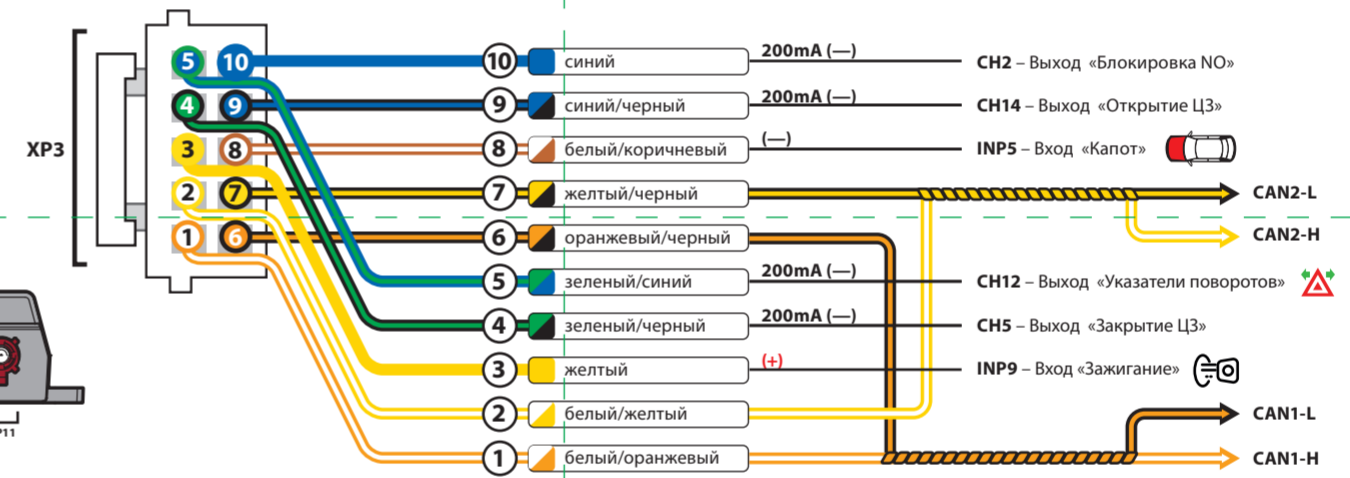 XP3
5 10
4 9
3 8
2 7
1 6
10 синий 200mA (—) CH2 – Выход «Блокировка NO»
9 синий/черный 200mA (—) CH14 – Выход «Открытие ЦЗ»
8 белый/коричневый (—) INP5 – Вход «Капот»
7 желтый/черный CAN2-L
CAN2-H
6 оранжевый/черный
5 зеленый/синий 200mA (—) CH12 – Выход «Указатели поворотов»
4 зеленый/черный 200mA (—) CH5 – Выход «Закрытие ЦЗ»
3 желтый (+) INP9 – Вход «Зажигание»
2 белый/желтый CAN1-L
1 белый/оранжевый CAN1-H